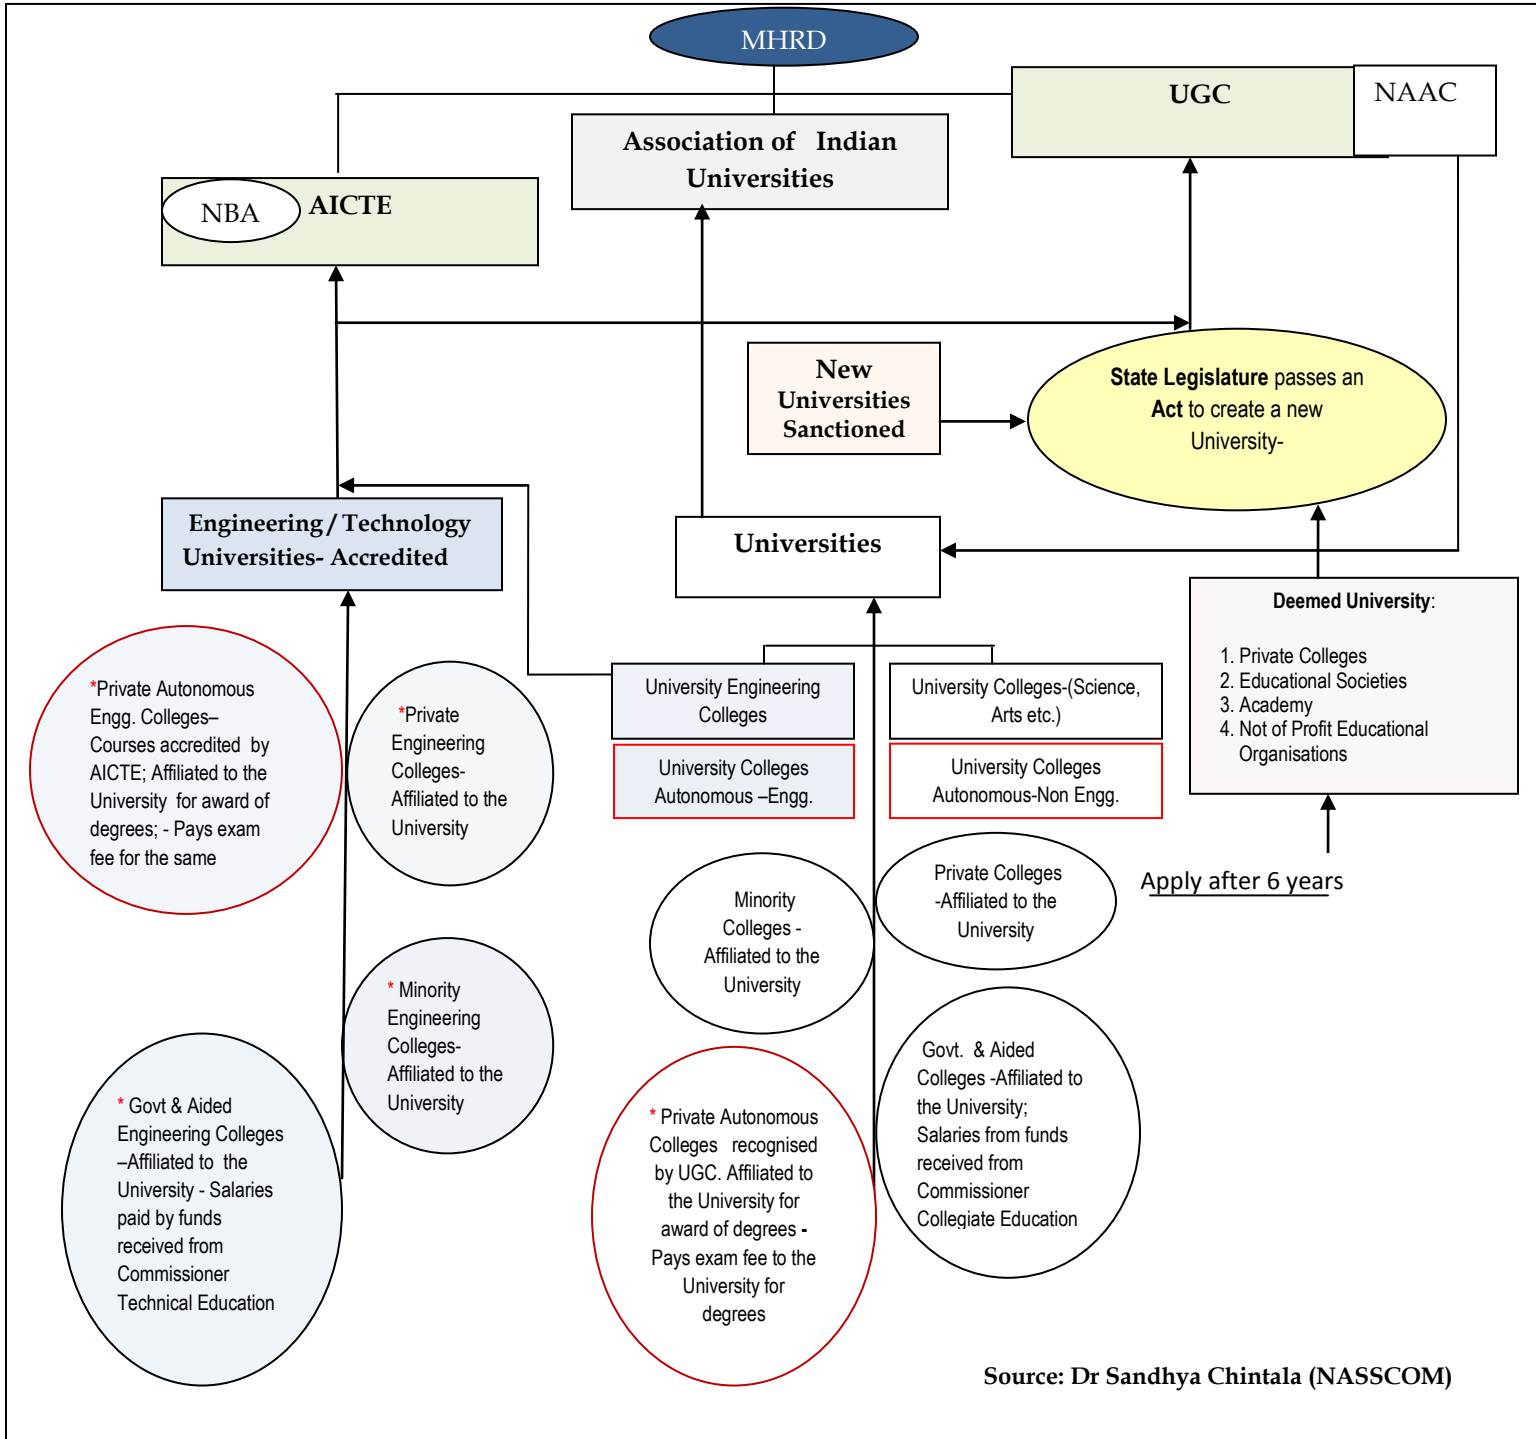 MHRD
UGC
NAAC
Association of Indian
Universities
NBA
AICTE
New
Universities
Sanctioned
State Legislature passes an
Act to create a new
University-
Engineering / Technology
Universities- Accredited
Universities
Deemed University:
1. Private Colleges
2. Educational Societies
3. Academy
4. Not of Profit Educational
Organisations
Apply after 6 years
*Private Autonomous
Engg. Colleges–
Courses accredited by
AICTE; Affiliated to the
University for award of
degrees; - Pays exam
fee for the same
*Private
Engineering
Colleges-
Affiliated to the
University
University Engineering
Colleges
University Colleges-(Science,
Arts etc.)
University Colleges
Autonomous –Engg.
University Colleges
Autonomous-Non Engg.
Minority
Colleges -
Affiliated to the
University
Private Colleges
-Affiliated to the
University
* Minority
Engineering
Colleges-
Affiliated to the
University
* Govt & Aided
Engineering Colleges
–Affiliated to the
University - Salaries
paid by funds
received from
Commissioner
Technical Education
* Private Autonomous
Colleges recognised
by UGC. Affiliated to
the University for
award of degrees -
Pays exam fee to the
University for
degrees
Govt. & Aided
Colleges -Affiliated to
the University;
Salaries from funds
received from
Commissioner
Collegiate Education
Source: Dr Sandhya Chintala (NASSCOM)